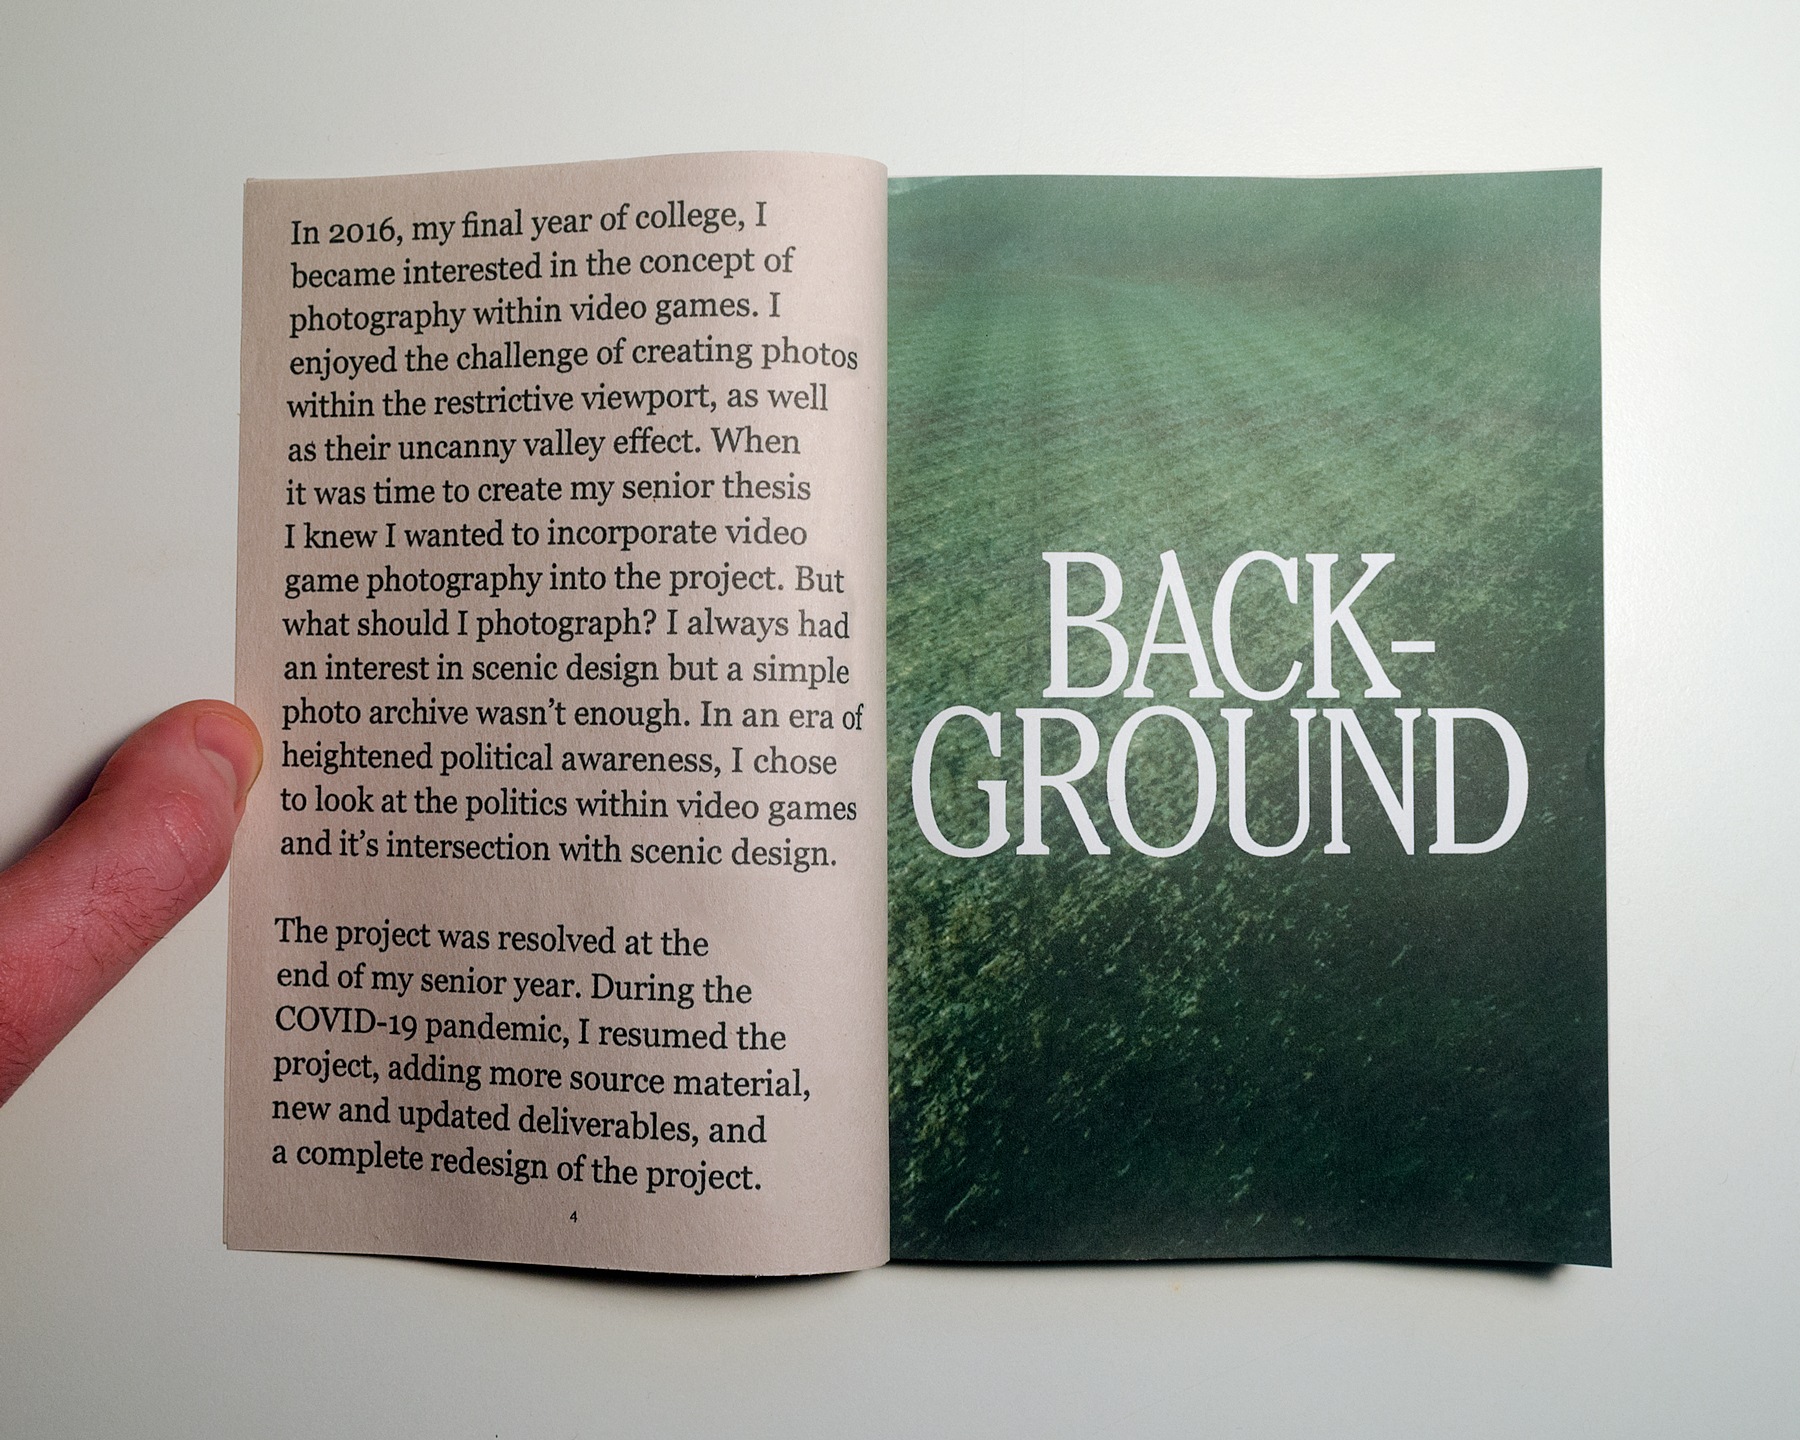 In 2016, my final year of college, I
became interested in the concept of
photography within video games. I
enjoyed the challenge of creating photos
within the restrictive viewport, as well
as their uncanny valley effect. When
it was time to create my senior thesis
I knew I wanted to incorporate video
game photography into the project. But
what should I photograph? I always had
an interest in scenic design but a simple
photo archive wasn’t enough. In an era of
heightened political awareness, I chose
to look at the politics within video games
and it’s intersection with scenic design.
The project was resolved at the
end of my senior year. During the
COVID-19 pandemic, I resumed the
project, adding more source material,
new and updated deliverables, and
a complete redesign of the project.
4
BACK-
GROUND